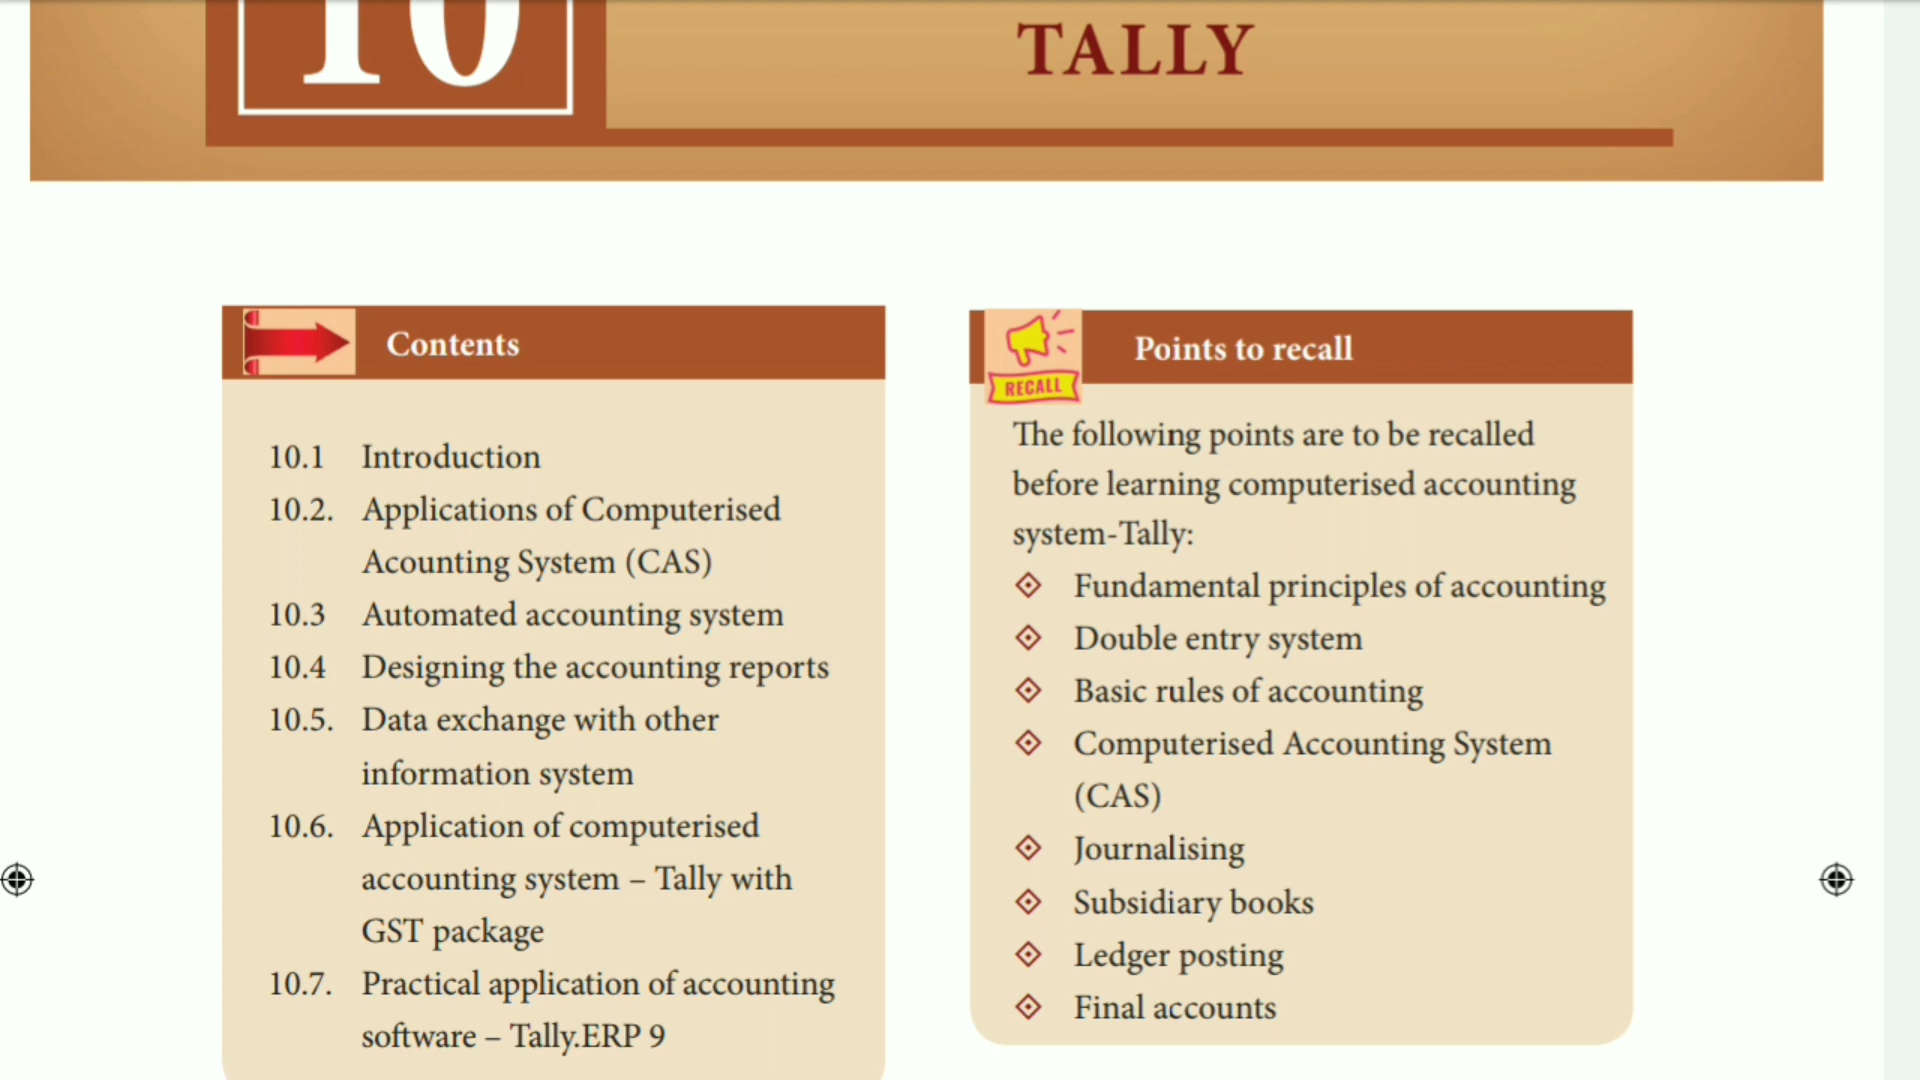 10
TALLY
Contents
10.1 Introduction
10.2. Applications of Computerised
Acounting System (CAS)
10.3 Automated accounting system
10.4 Designing the accounting reports
10.5. Data exchange with other
information system
10.6. Application of computerised
accounting system – Tally with
GST package
10.7. Practical application of accounting
software – Tally.ERP 9
RECALL
Points to recall
The following points are to be recalled
before learning computerised accounting
system-Tally:
Fundamental principles of accounting
Double entry system
Basic rules of accounting
Computerised Accounting System
(CAS)
Journalising
Subsidiary books
Ledger posting
Final accounts